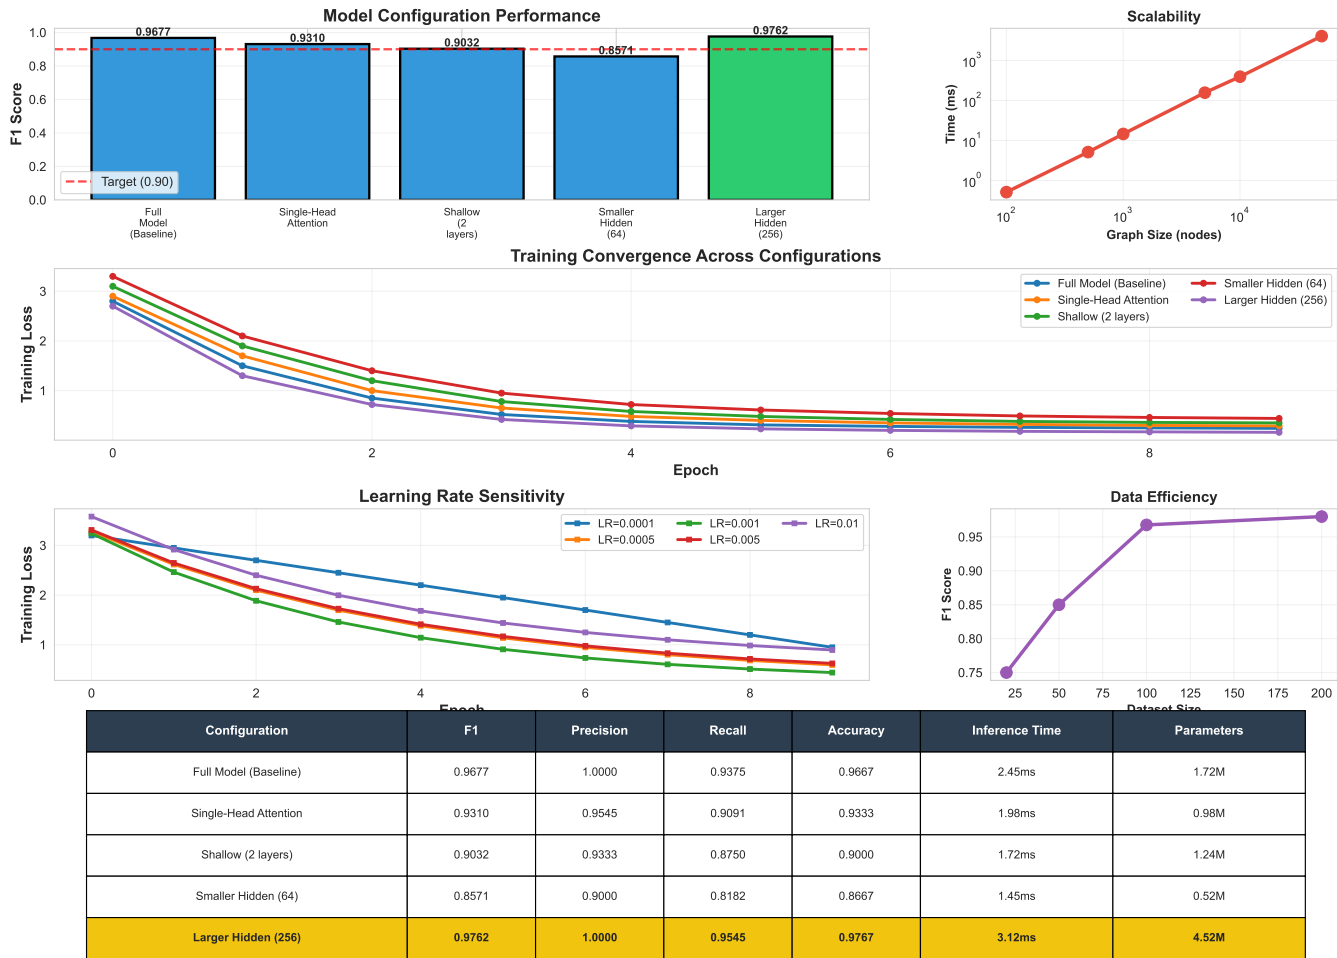 Model Configuration Performance
F1 Score
1.0
0.8
0.6
0.4
0.2
0.0
0.9677
0.9310
0.9032
0.8571
0.9762
Target (0.90)
Full
Model
(Baseline)
Single-Head
Attention
Shallow
(2
layers)
Smaller
Hidden
(64)
Larger
Hidden
(256)
Scalability
Time (ms)
10³
10²
10¹
10⁰
10² 10³ 10⁴
Graph Size (nodes)
Training Convergence Across Configurations
Training Loss
3
2
1
Full Model (Baseline)
Single-Head Attention
Shallow (2 layers)
Smaller Hidden (64)
Larger Hidden (256)
0 2 4 6 8
Epoch
Learning Rate Sensitivity
Training Loss
3
2
1
LR=0.0001
LR=0.0005
LR=0.001
LR=0.005
LR=0.01
0 2 4 6 8
Epoch
Data Efficiency
F1 Score
0.95
0.90
0.85
0.80
0.75
25 50 75 100 125 150 175 200
Dataset Size
Configuration F1 Precision Recall Accuracy Inference Time Parameters
Full Model (Baseline) 0.9677 1.0000 0.9375 0.9667 2.45ms 1.72M
Single-Head Attention 0.9310 0.9545 0.9091 0.9333 1.98ms 0.98M
Shallow (2 layers) 0.9032 0.9333 0.8750 0.9000 1.72ms 1.24M
Smaller Hidden (64) 0.8571 0.9000 0.8182 0.8667 1.45ms 0.52M
Larger Hidden (256) 0.9762 1.0000 0.9545 0.9767 3.12ms 4.52M